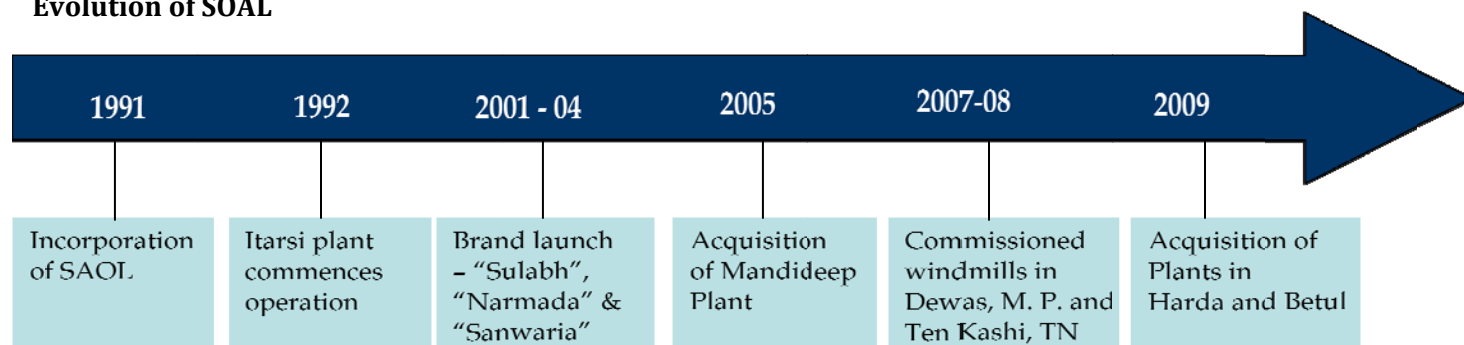 Evolution of SOAL
1991
1992
2001 - 04
2005
2007-08
2009
Incorporation
of SAOL
Itarsi plant
commences
operation
Brand launch
– “Sulabh”,
“Narmada” &
“Sanwaria”
Acquisition
of Mandideep
Plant
Commissioned
windmills in
Dewas, M. P. and
Ten Kashi, TN
Acquisition of
Plants in
Harda and Betul